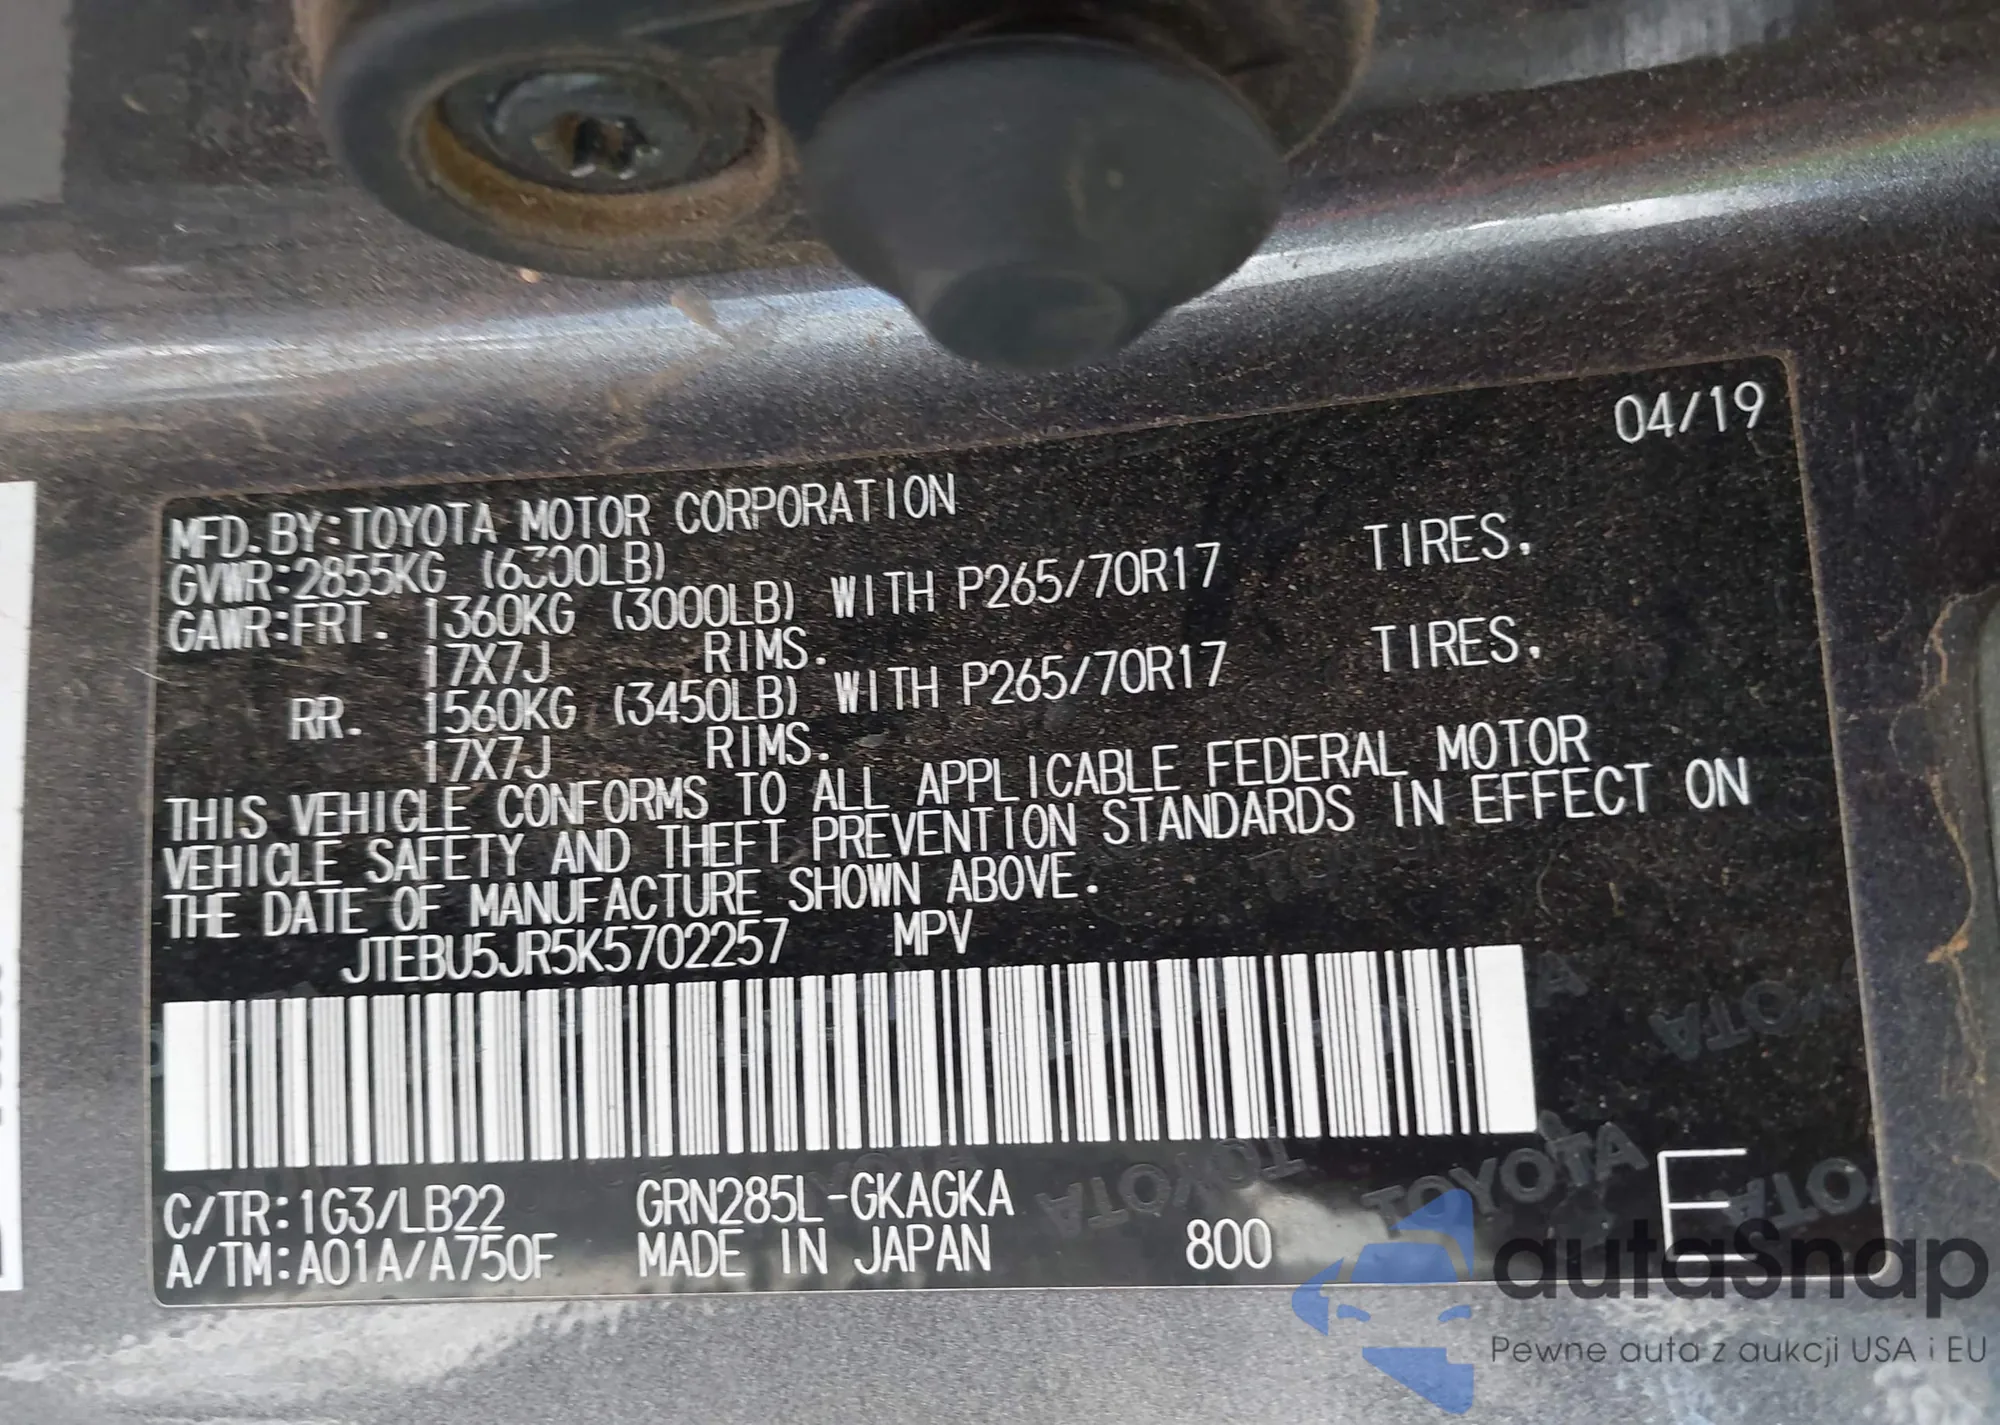 04/19
MFD.BY:TOYOTA MOTOR CORPORATION
GVWR:2855KG (6300LB)
GAWR:FRT. 1360KG (3000LB) WITH P265/70R17 TIRES,
17X7J RIMS.
RR. 1560KG (3450LB) WITH P265/70R17 TIRES,
17X7J RIMS.
THIS VEHICLE CONFORMS TO ALL APPLICABLE FEDERAL MOTOR
VEHICLE SAFETY AND THEFT PREVENTION STANDARDS IN EFFECT ON
THE DATE OF MANUFACTURE SHOWN ABOVE.
JTEBU5JR5K5702257 MPV
C/TR:1G3/LB22 GRN285L-GKAGKA
A/TM:A01A/A750F MADE IN JAPAN 800 E
TOYOTA
TOYOTA
TOYOTA
autaSnap
Pewne auta z aukcji USA i EU